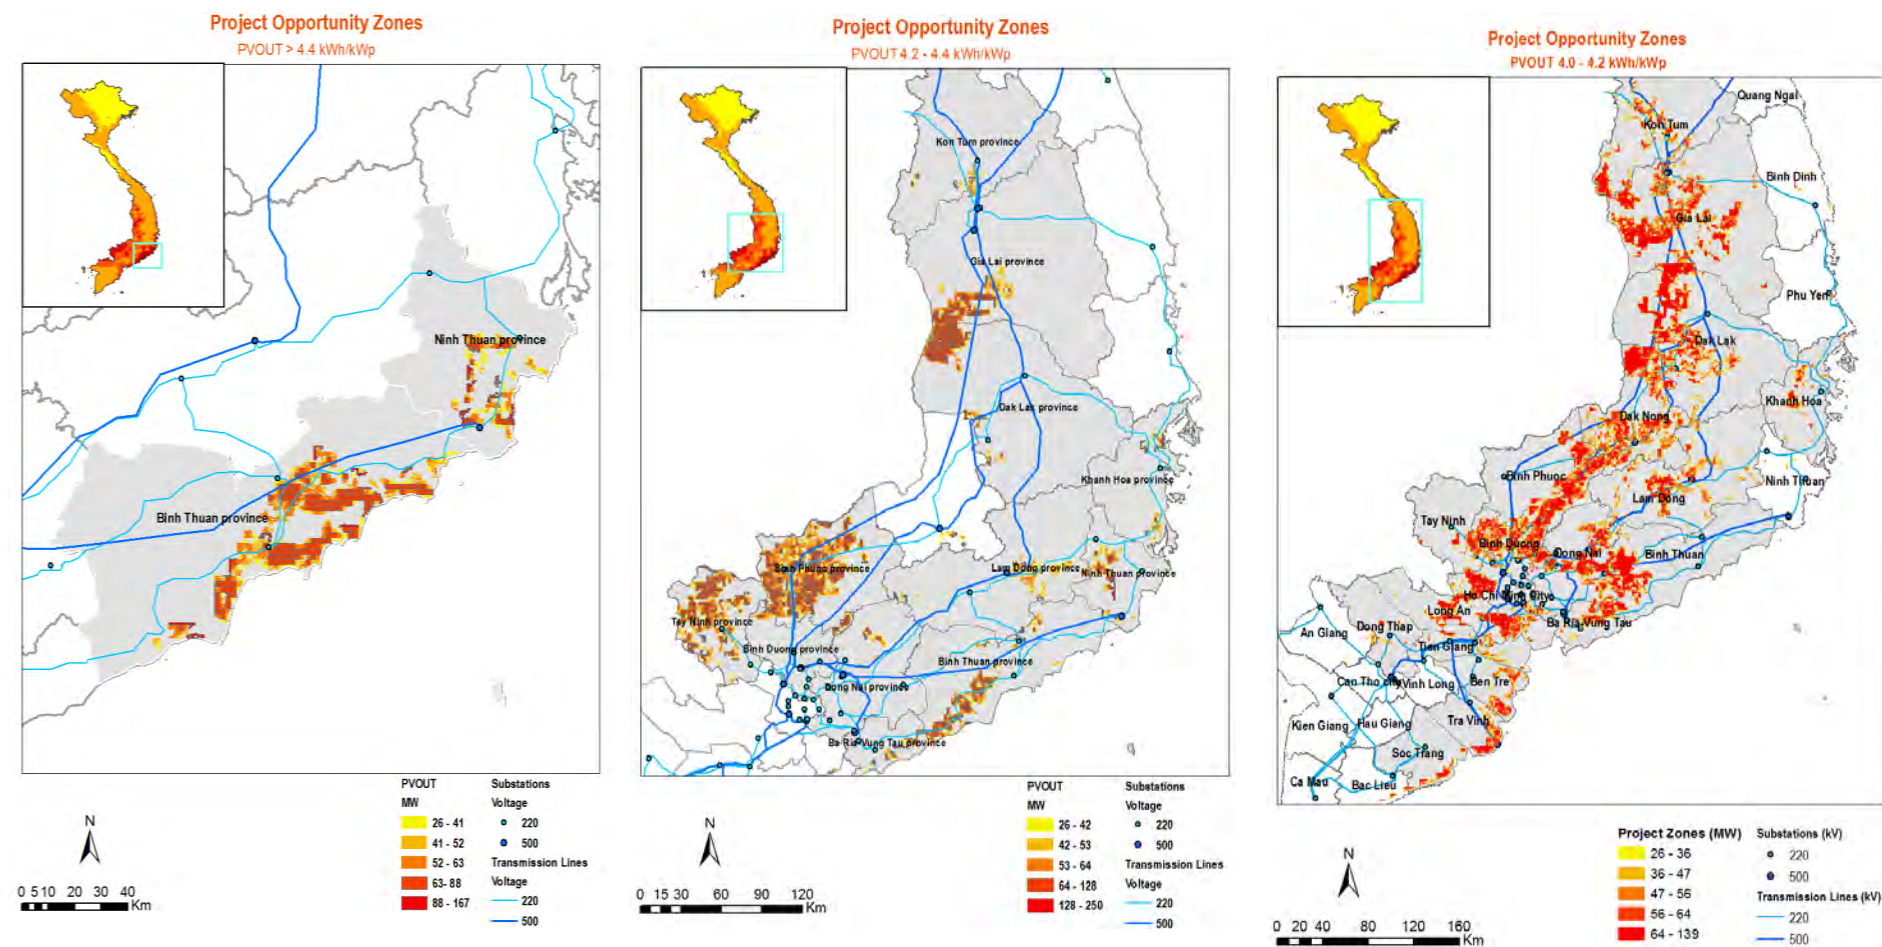 Project Opportunity Zones
PVOUT > 4.4 kWh/kWp
Ninh Thuan province
Binh Thuan province
N
0 5 10 20 30 40
Km
PVOUT
MW
26 - 41
41 - 52
52 - 63
63- 88
88 - 167
Substations
Voltage
220
500
Transmission Lines
Voltage
220
500
Project Opportunity Zones
PVOUT 4.2 - 4.4 kWh/kWp
Kon Tum province
Gia Lai province
Dak Lak province
Khanh Hoa province
Binh Phuoc province
Lam Dong province
Ninh Thuan province
Tay Ninh province
Binh Duong province
Binh Thuan province
Dong Nai province
Ba Ria-Vung Tau province
N
0 15 30 60 90 120
Km
PVOUT
MW
26 - 42
42 - 53
53 - 64
64 - 128
128 - 250
Substations
Voltage
220
500
Transmission Lines
Voltage
220
500
Project Opportunity Zones
PVOUT 4.0 - 4.2 kWh/kWp
Quang Ngai
Kon Tum
Binh Dinh
Gia Lai
Phu Yen
Dak Lak
Khanh Hoa
Dak Nong
Binh Phuoc
Ninh Thuan
Lam Dong
Tay Ninh
Binh Duong
Dong Nai
Binh Thuan
Ho Chi Minh City
Long An
Ba Ria-Vung Tau
An Giang
Dong Thap
Tien Giang
Can Tho city
Vinh Long
Ben Tre
Kien Giang
Hau Giang
Tra Vinh
Soc Trang
Ca Mau
Bac Lieu
N
0 20 40 80 120 160
Km
Project Zones (MW)
26 - 36
36 - 47
47 - 56
56 - 64
64 - 139
Substations (kV)
220
500
Transmission Lines (kV)
220
500